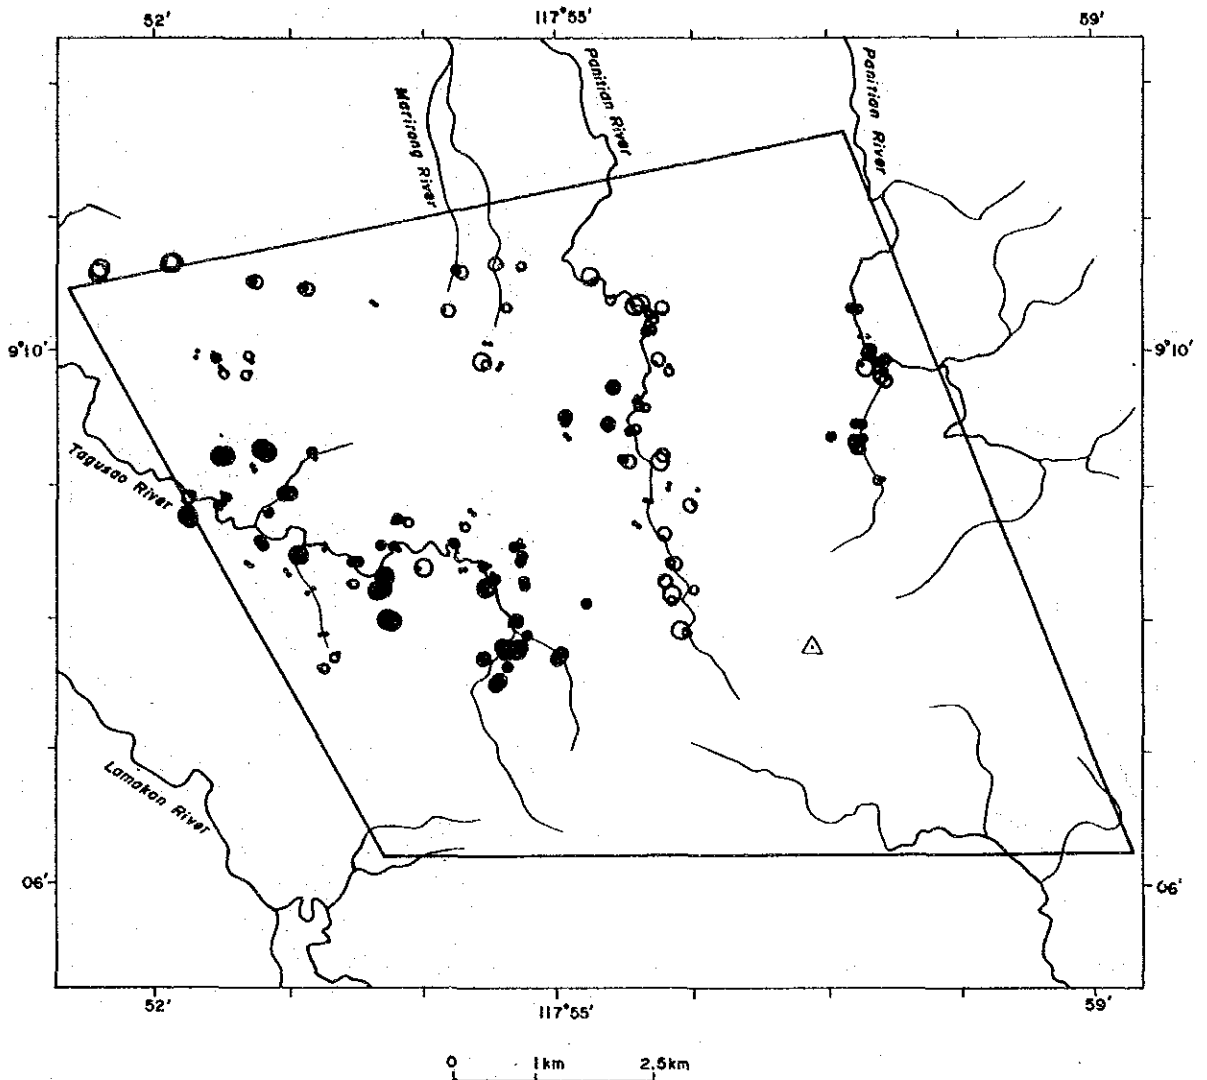 52'
117°55'
59'
Maritang River
Panitian River
Panitian River
9°10'
9°10'
Tagusao River
Lamakan River
06'
06'
52'
117°55'
59'
0 1km 2.5km